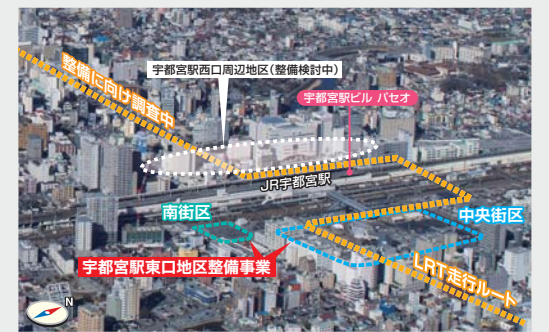 整備に向け調査中
宇都宮駅西口周辺地区(整備検討中)
宇都宮駅ビル パセオ
JR宇都宮駅
南街区
中央街区
宇都宮駅東口地区整備事業
LRT走行ルート
N